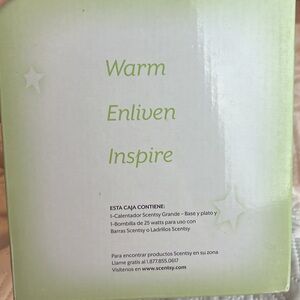 Warm
Enliven
Inspire
ESTA CAJA CONTIENE:
1-Calentador Scentsy Grande - Base y plato y
1-Bombilla de 25 watts para uso con
Barras Scentsy o Ladrillos Scentsy
Para encontrar productos Scentsy en su zona
Llame gratis al 1.877.855.0617
Visítenos en www.scentsy.com